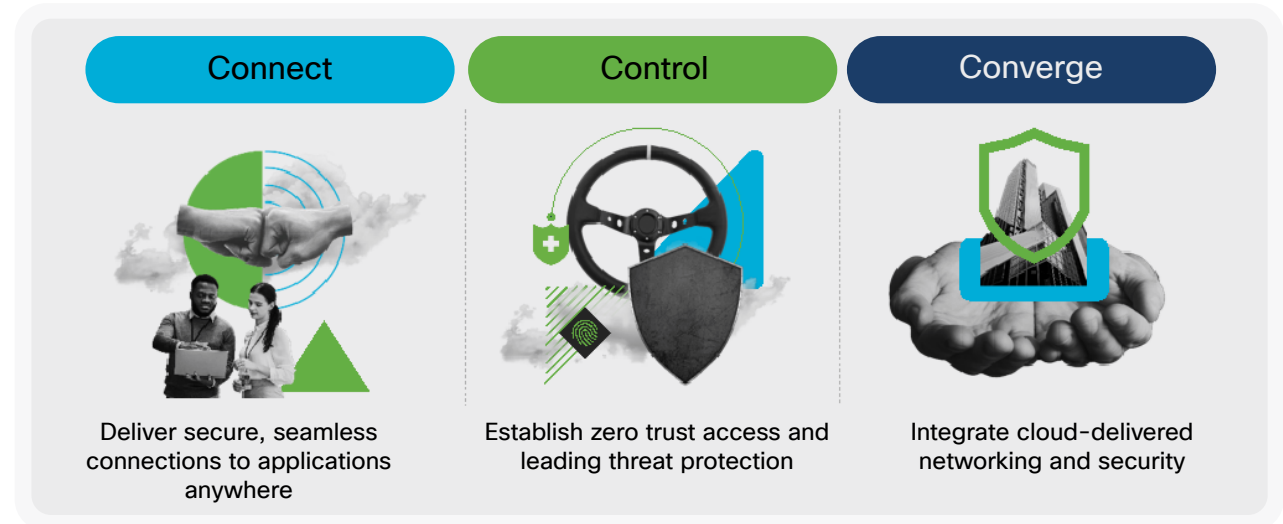 Connect
Control
Converge
Deliver secure, seamless
connections to applications
anywhere
Establish zero trust access and
leading threat protection
Integrate cloud-delivered
networking and security